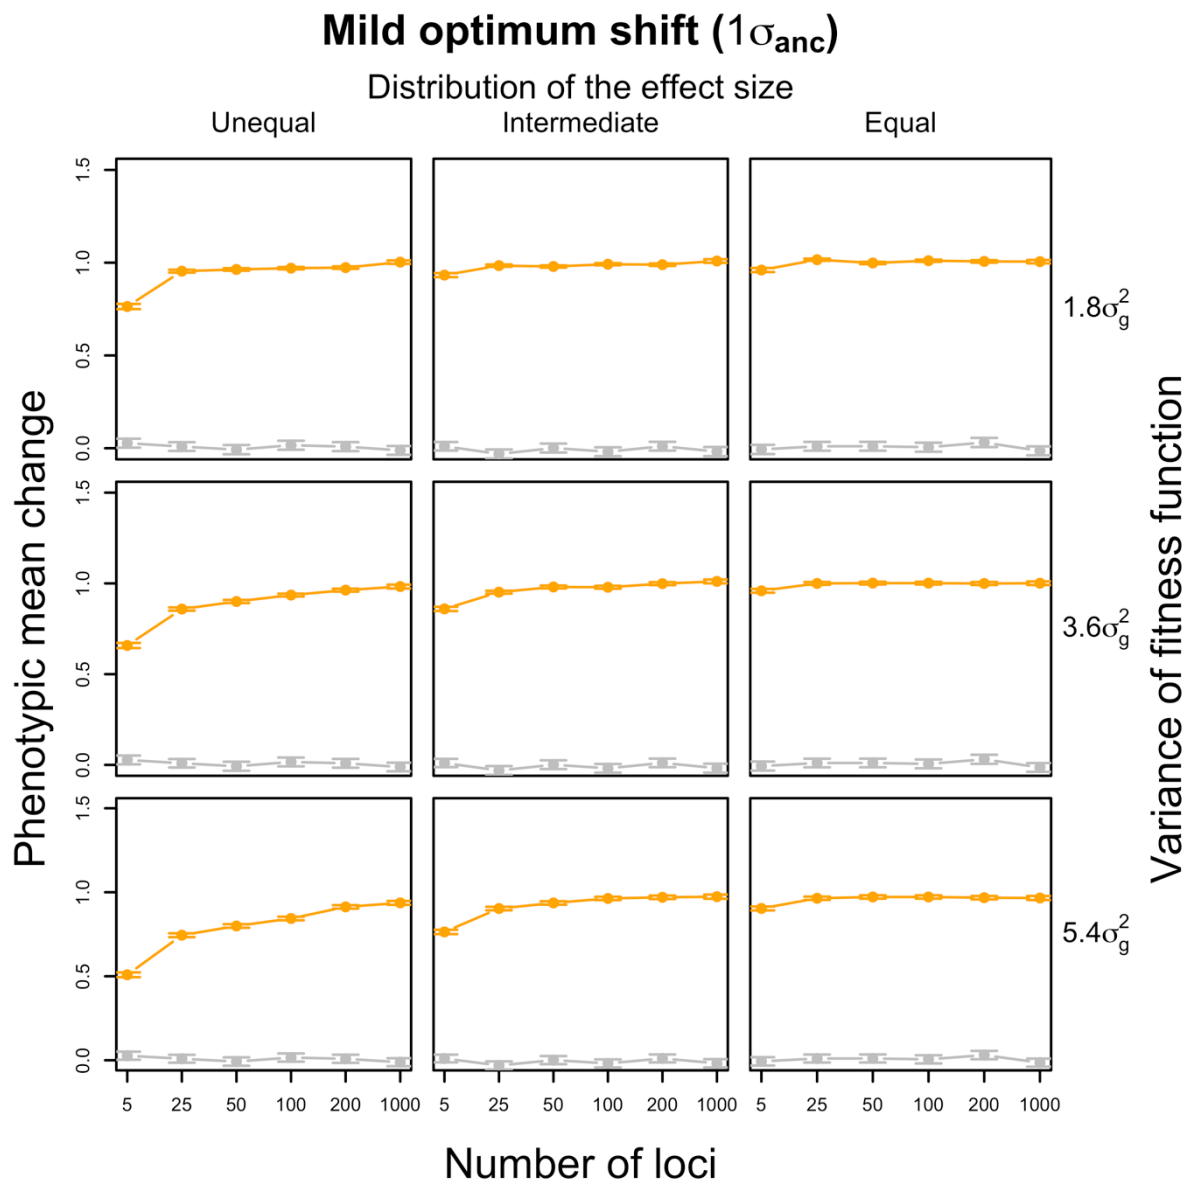 Mild optimum shift (1σanc)
Distribution of the effect size
Unequal Intermediate Equal
Phenotypic mean change
1.5
1.0
0.5
0.0
1.8σ²g
1.5
1.0
0.5
0.0
3.6σ²g
1.5
1.0
0.5
0.0
5.4σ²g
Variance of fitness function
5 25 50 100 200 1000 5 25 50 100 200 1000 5 25 50 100 200 1000
Number of loci